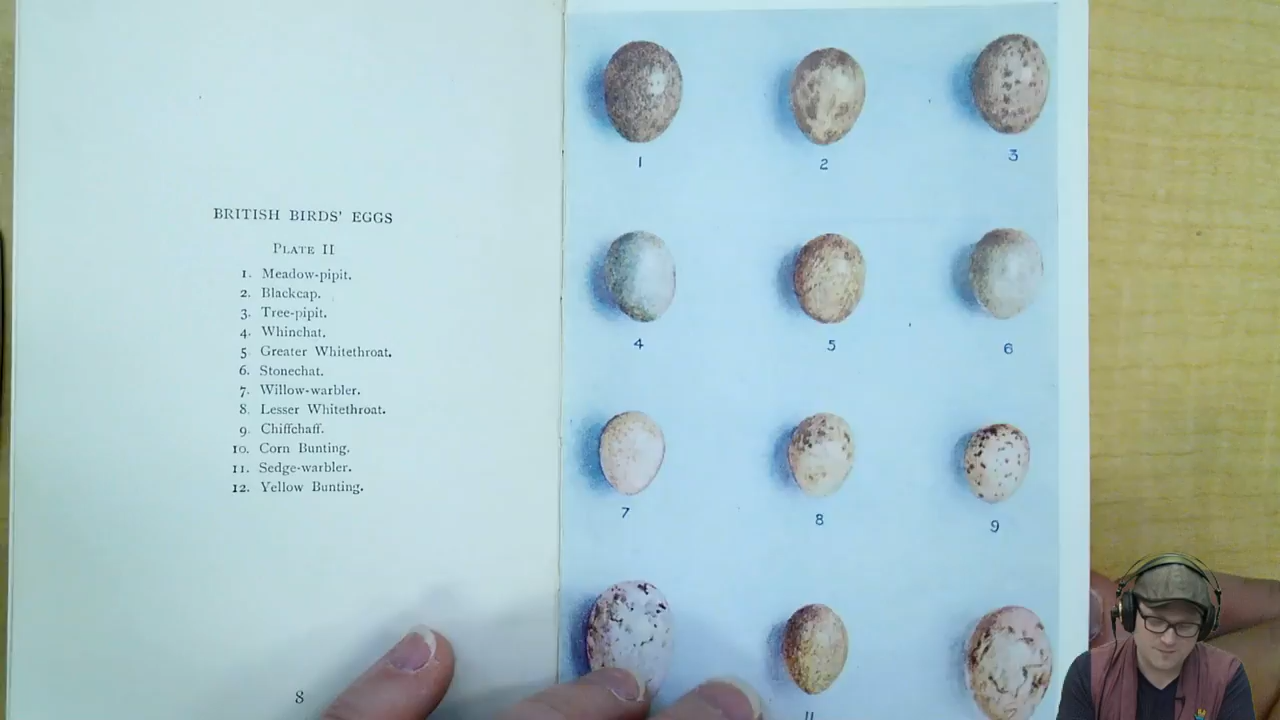 BRITISH BIRDS' EGGS
PLATE II
1. Meadow-pipit.
2. Blackcap.
3. Tree-pipit.
4. Whinchat.
5. Greater Whitethroat.
6. Stonechat.
7. Willow-warbler.
8. Lesser Whitethroat.
9. Chiffchaff.
10. Corn Bunting.
11. Sedge-warbler.
12. Yellow Bunting.
8
1
2
3
4
5
6
7
8
9
11